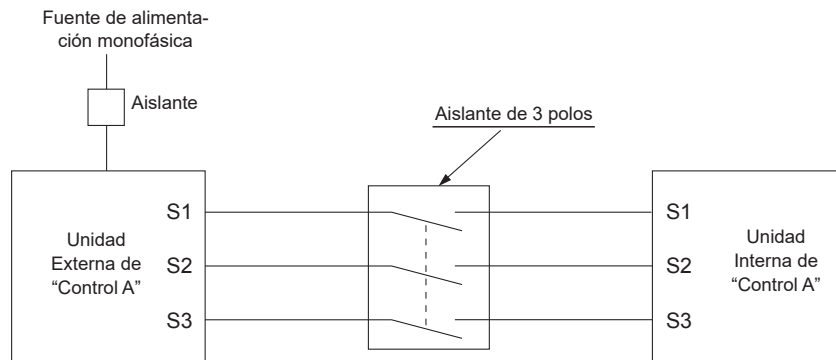 Fuente de alimenta-
ción monofásica
Aislante
Aislante de 3 polos
Unidad
Externa de
“Control A”
S1
S2
S3
S1
S2
S3
Unidad
Interna de
“Control A”